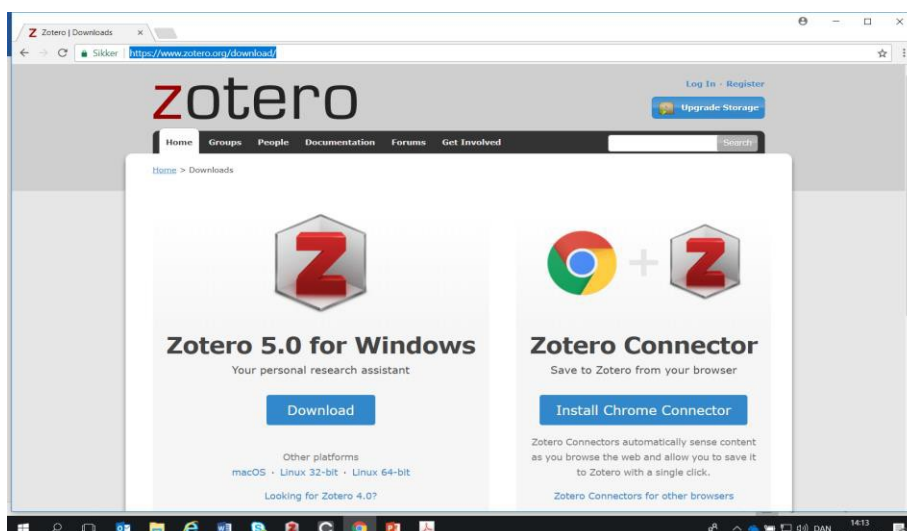 Z Zotero | Downloads
Sikker https://www.zotero.org/download/
zotero
Log In · Register
Upgrade Storage
Home Groups People Documentation Forums Get Involved
Search
Home > Downloads
Zotero 5.0 for Windows
Your personal research assistant
Download
Other platforms
macOS · Linux 32-bit · Linux 64-bit
Looking for Zotero 4.0?
Z
Zotero Connector
Save to Zotero from your browser
Install Chrome Connector
Zotero Connectors automatically sense content
as you browse the web and allow you to save it
to Zotero with a single click.
Zotero Connectors for other browsers
DAN 14:13